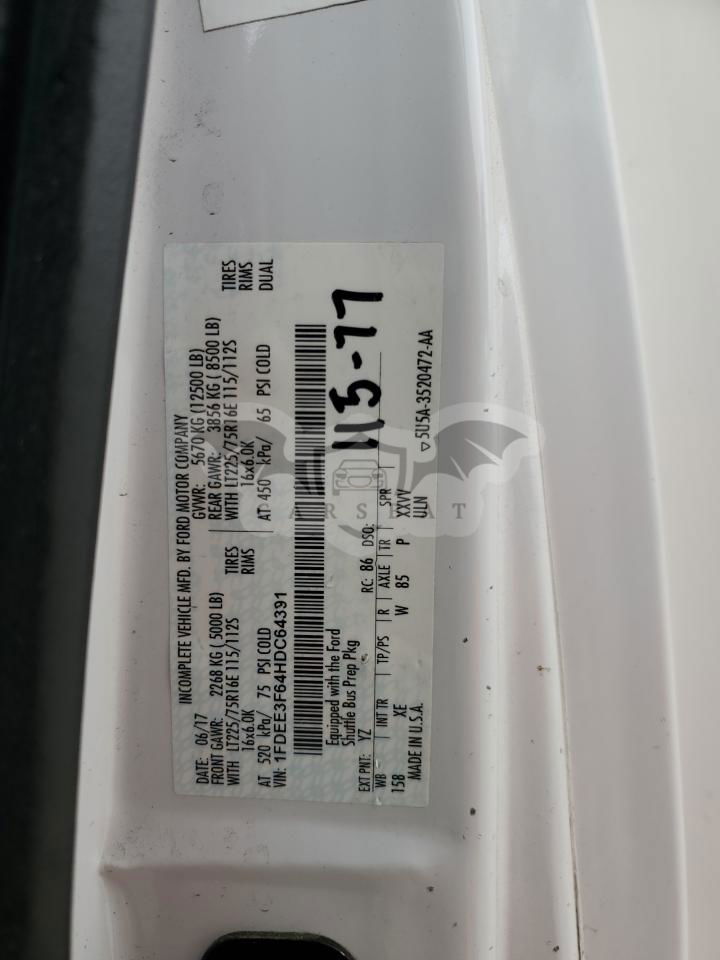 INCOMPLETE VEHICLE MFD. BY FORD MOTOR COMPANY
DATE: 06/17 GVWR: 5670 KG (12500 LB)
FRONT GAWR: 2268 KG ( 5000 LB) REAR GAWR: 3856 KG ( 8500 LB)
WITH LT225/75R16E 115/112S TIRES WITH LT225/75R16E 115/112S TIRES
16x6.0K RIMS 16x6.0K RIMS
AT 520 kPa/ 75 PSI COLD AT 450 kPa/ 65 PSI COLD DUAL
VIN: 1FDEE3F64HDC64391
Equipped with the Ford
Shuttle Bus Prep Pkg
115-77
EXT PNT: YZ RC: 86 DSO:
WB INT TR TP/PS R AXLE TR SPR
158 XE W 85 P XXVV
MADE IN U.S.A. ULN
5U5A-3520472-AA
CARSEAT